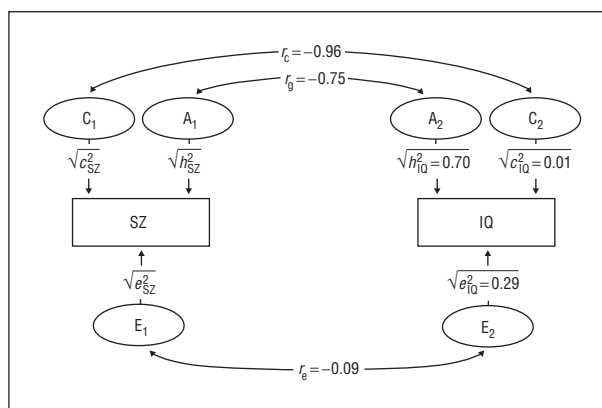 r_c=−0.96
r_g=−0.75
C₁ A₁ A₂ C₂
√c²_SZ √h²_SZ √h²_IQ=0.70 √c²_IQ=0.01
SZ IQ
√e²_SZ √e²_IQ=0.29
E₁ E₂
r_e=−0.09